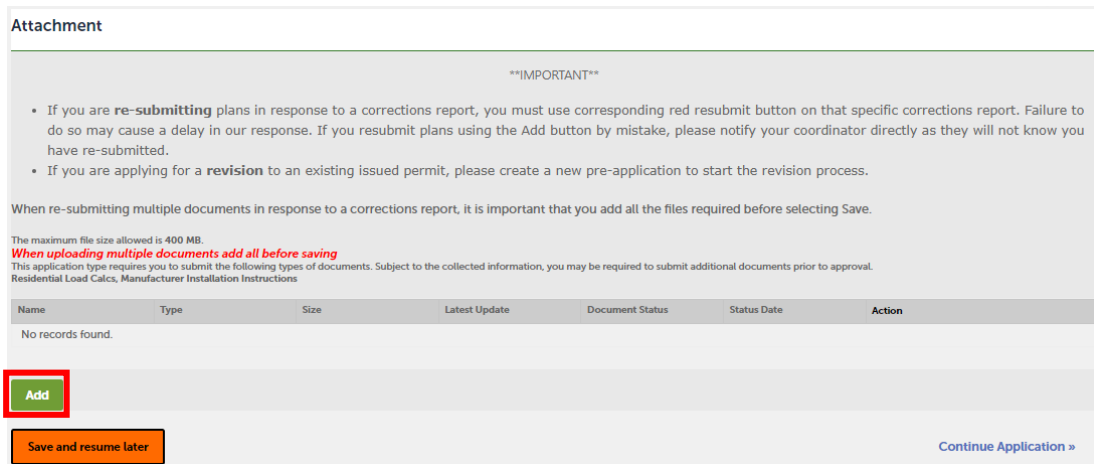 Attachment
**IMPORTANT**
• If you are re-submitting plans in response to a corrections report, you must use corresponding red resubmit button on that specific corrections report. Failure to
do so may cause a delay in our response. If you resubmit plans using the Add button by mistake, please notify your coordinator directly as they will not know you
have re-submitted.
• If you are applying for a revision to an existing issued permit, please create a new pre-application to start the revision process.
When re-submitting multiple documents in response to a corrections report, it is important that you add all the files required before selecting Save.
The maximum file size allowed is 400 MB.
When uploading multiple documents add all before saving
This application type requires you to submit the following types of documents. Subject to the collected information, you may be required to submit additional documents prior to approval.
Residential Load Calcs, Manufacturer Installation Instructions
Name Type Size Latest Update Document Status Status Date Action
No records found.
Add
Save and resume later Continue Application »